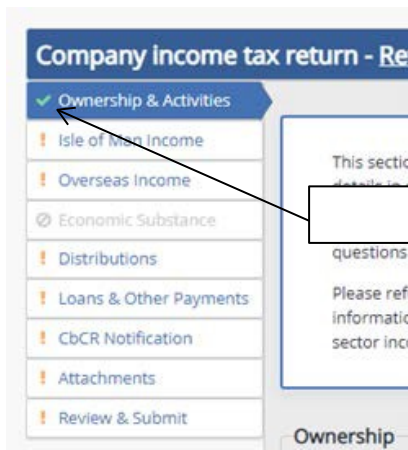 Company income tax return - Re
Ownership & Activities
Isle of Man Income
Overseas Income
Economic Substance
Distributions
Loans & Other Payments
CbCR Notification
Attachments
Review & Submit
This sectio
details in
questions
Please ref
informatio
sector inco
Ownership